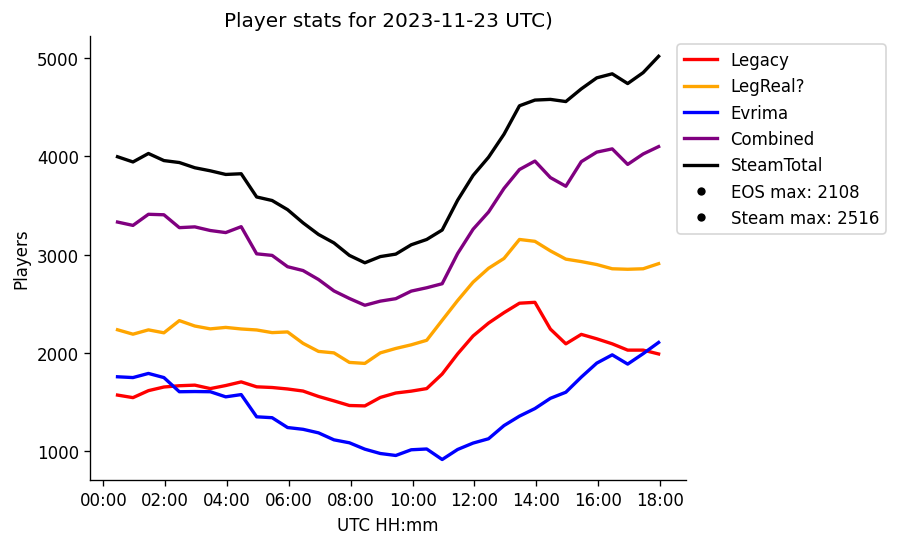 Player stats for 2023-11-23 UTC)
5000
4000
3000
2000
1000
Players
00:00 02:00 04:00 06:00 08:00 10:00 12:00 14:00 16:00 18:00
UTC HH:mm
Legacy
LegReal?
Evrima
Combined
SteamTotal
EOS max: 2108
Steam max: 2516